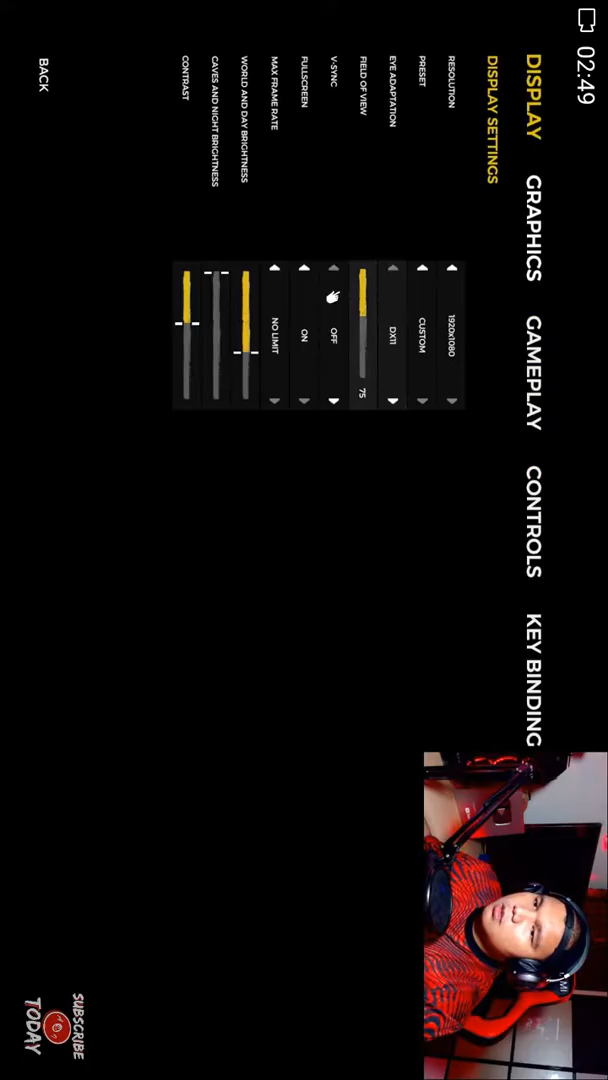 02:49
DISPLAY GRAPHICS GAMEPLAY CONTROLS KEY BINDING
DISPLAY SETTINGS
RESOLUTION 1920x1080
PRESET CUSTOM
EYE ADAPTATION DX11
FIELD OF VIEW 75
V-SYNC OFF
FULLSCREEN ON
MAX FRAME RATE NO LIMIT
WORLD AND DAY BRIGHTNESS
CAVES AND NIGHT BRIGHTNESS
CONTRAST
BACK
SUBSCRIBE
TODAY